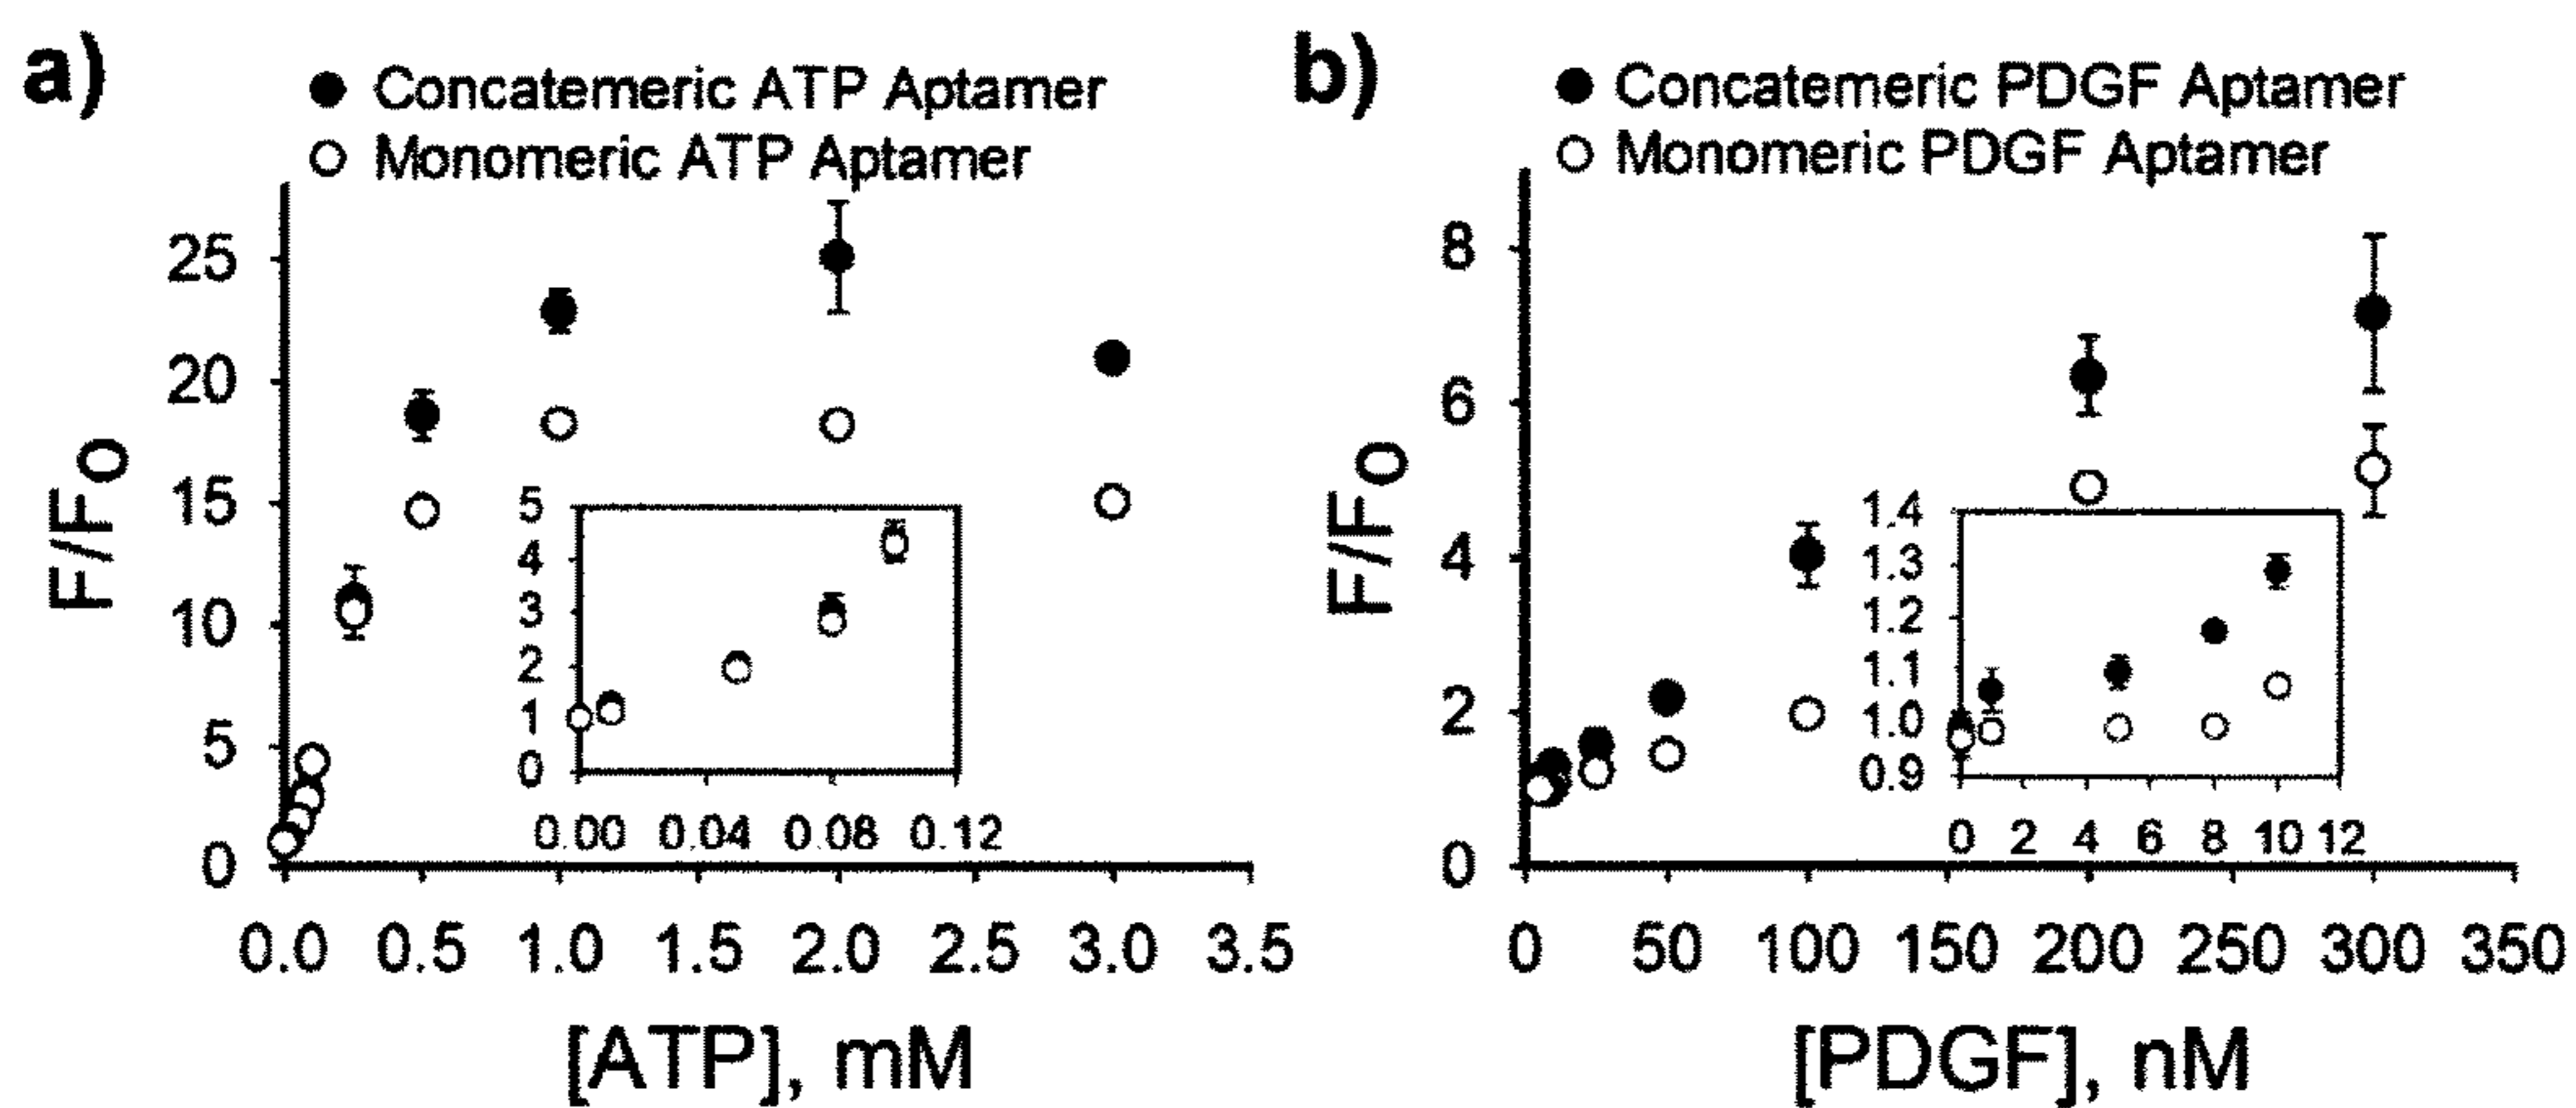 a)
● Concatemeric ATP Aptamer
○ Monomeric ATP Aptamer
F/Fo
25
20
15
10
5
0
0.0 0.5 1.0 1.5 2.0 2.5 3.0 3.5
[ATP], mM
5
4
3
2
1
0
0.00 0.04 0.08 0.12
b)
● Concatemeric PDGF Aptamer
○ Monomeric PDGF Aptamer
F/Fo
8
6
4
2
0
0 50 100 150 200 250 300 350
[PDGF], nM
1.4
1.3
1.2
1.1
1.0
0.9
0 2 4 6 8 10 12